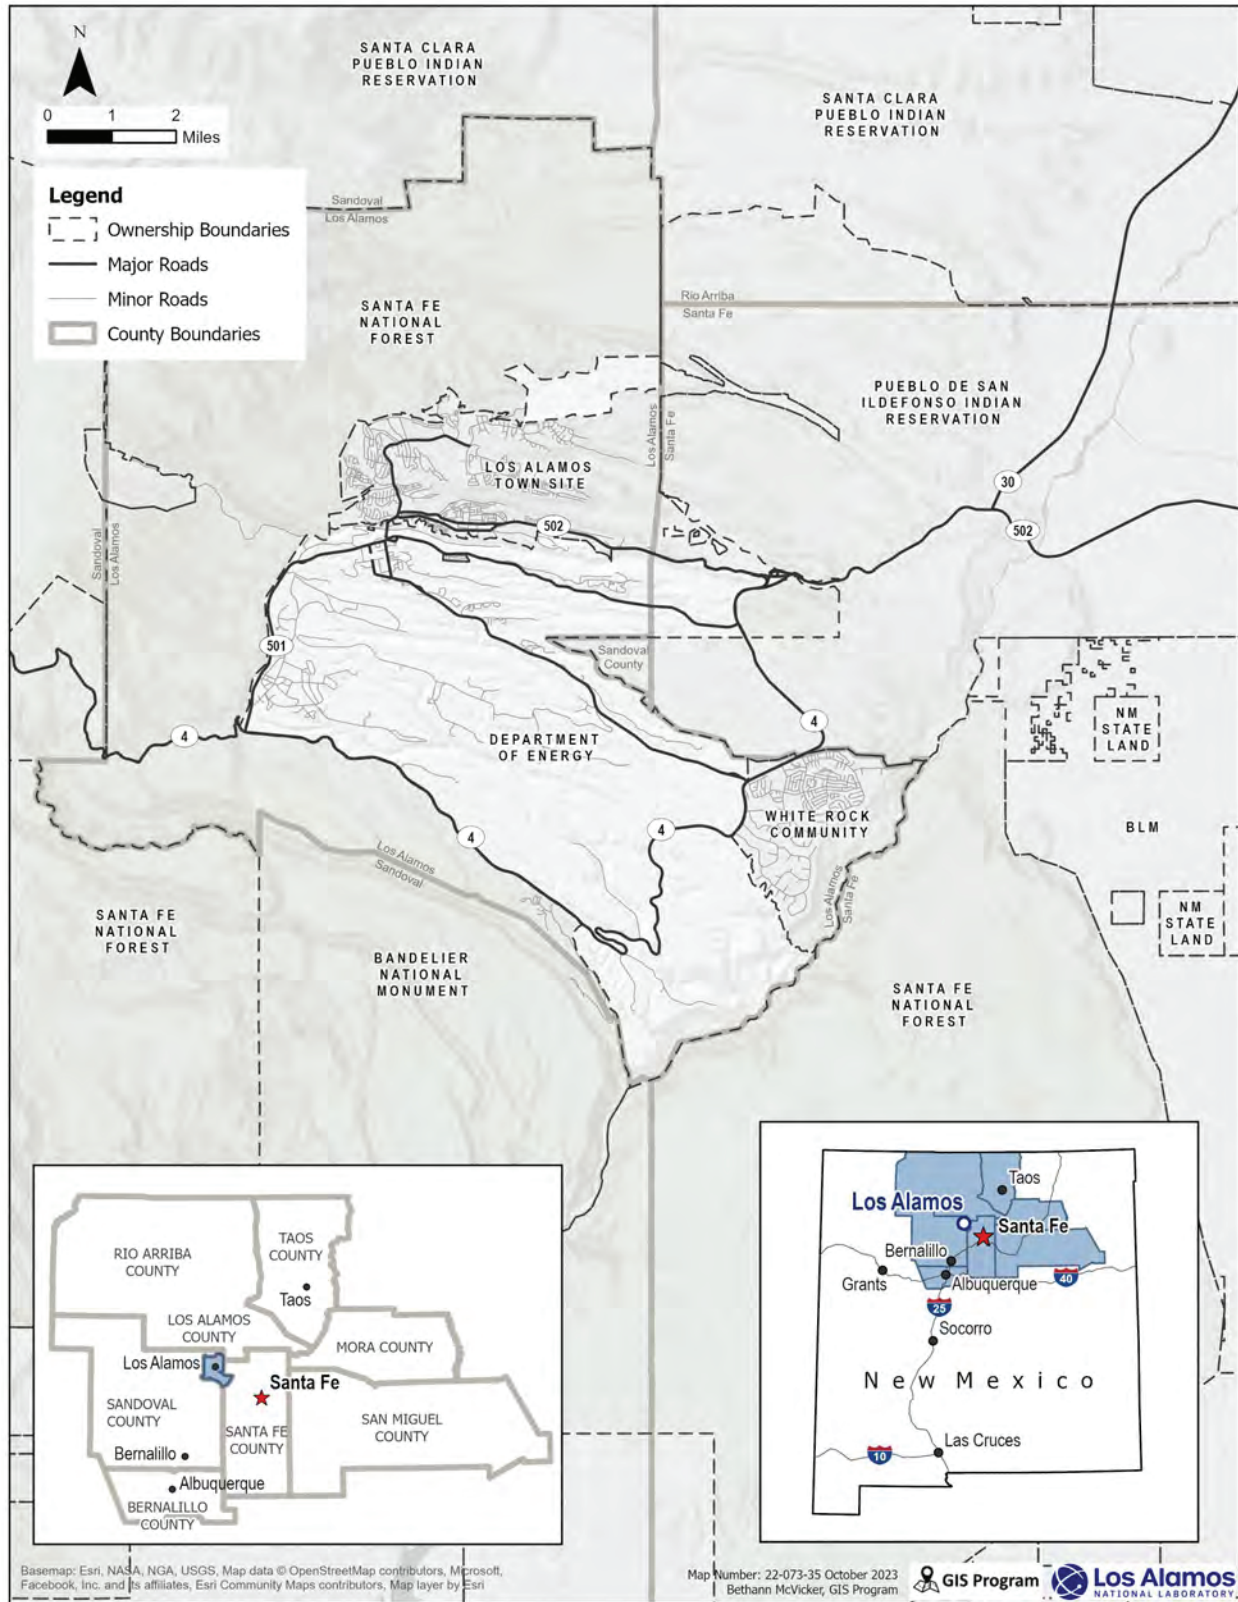 N
0 1 2
Miles
Legend
Ownership Boundaries
Major Roads
Minor Roads
County Boundaries
SANTA CLARA
PUEBLO INDIAN
RESERVATION
SANTA CLARA
PUEBLO INDIAN
RESERVATION
Sandoval
Los Alamos
SANTA FE
NATIONAL
FOREST
Rio Arriba
Santa Fe
PUEBLO DE SAN
ILDEFONSO INDIAN
RESERVATION
Los Alamos
Santa Fe
LOS ALAMOS
TOWN SITE
30
502
502
Sandoval
Los Alamos
501
Sandoval
County
4
4
DEPARTMENT
OF ENERGY
NM
STATE
LAND
WHITE ROCK
COMMUNITY
4
4
BLM
Los Alamos
Sandoval
Los Alamos
Santa Fe
SANTA FE
NATIONAL
FOREST
NM
STATE
LAND
BANDELIER
NATIONAL
MONUMENT
SANTA FE
NATIONAL
FOREST
RIO ARRIBA
COUNTY
TAOS
COUNTY
Taos
LOS ALAMOS
COUNTY
MORA COUNTY
Los Alamos
Santa Fe
SANDOVAL
COUNTY
SANTA FE
COUNTY
SAN MIGUEL
COUNTY
Bernalillo
Albuquerque
BERNALILLO
COUNTY
Taos
Los Alamos
Santa Fe
Bernalillo
Grants
Albuquerque
40
25
Socorro
New Mexico
Las Cruces
10
Basemap: Esri, NASA, NGA, USGS, Map data © OpenStreetMap contributors, Microsoft,
Facebook, Inc. and its affiliates, Esri Community Maps contributors, Map layer by Esri
Map Number: 22-073-35 October 2023
Bethann McVicker, GIS Program
GIS Program
Los Alamos
NATIONAL LABORATORY